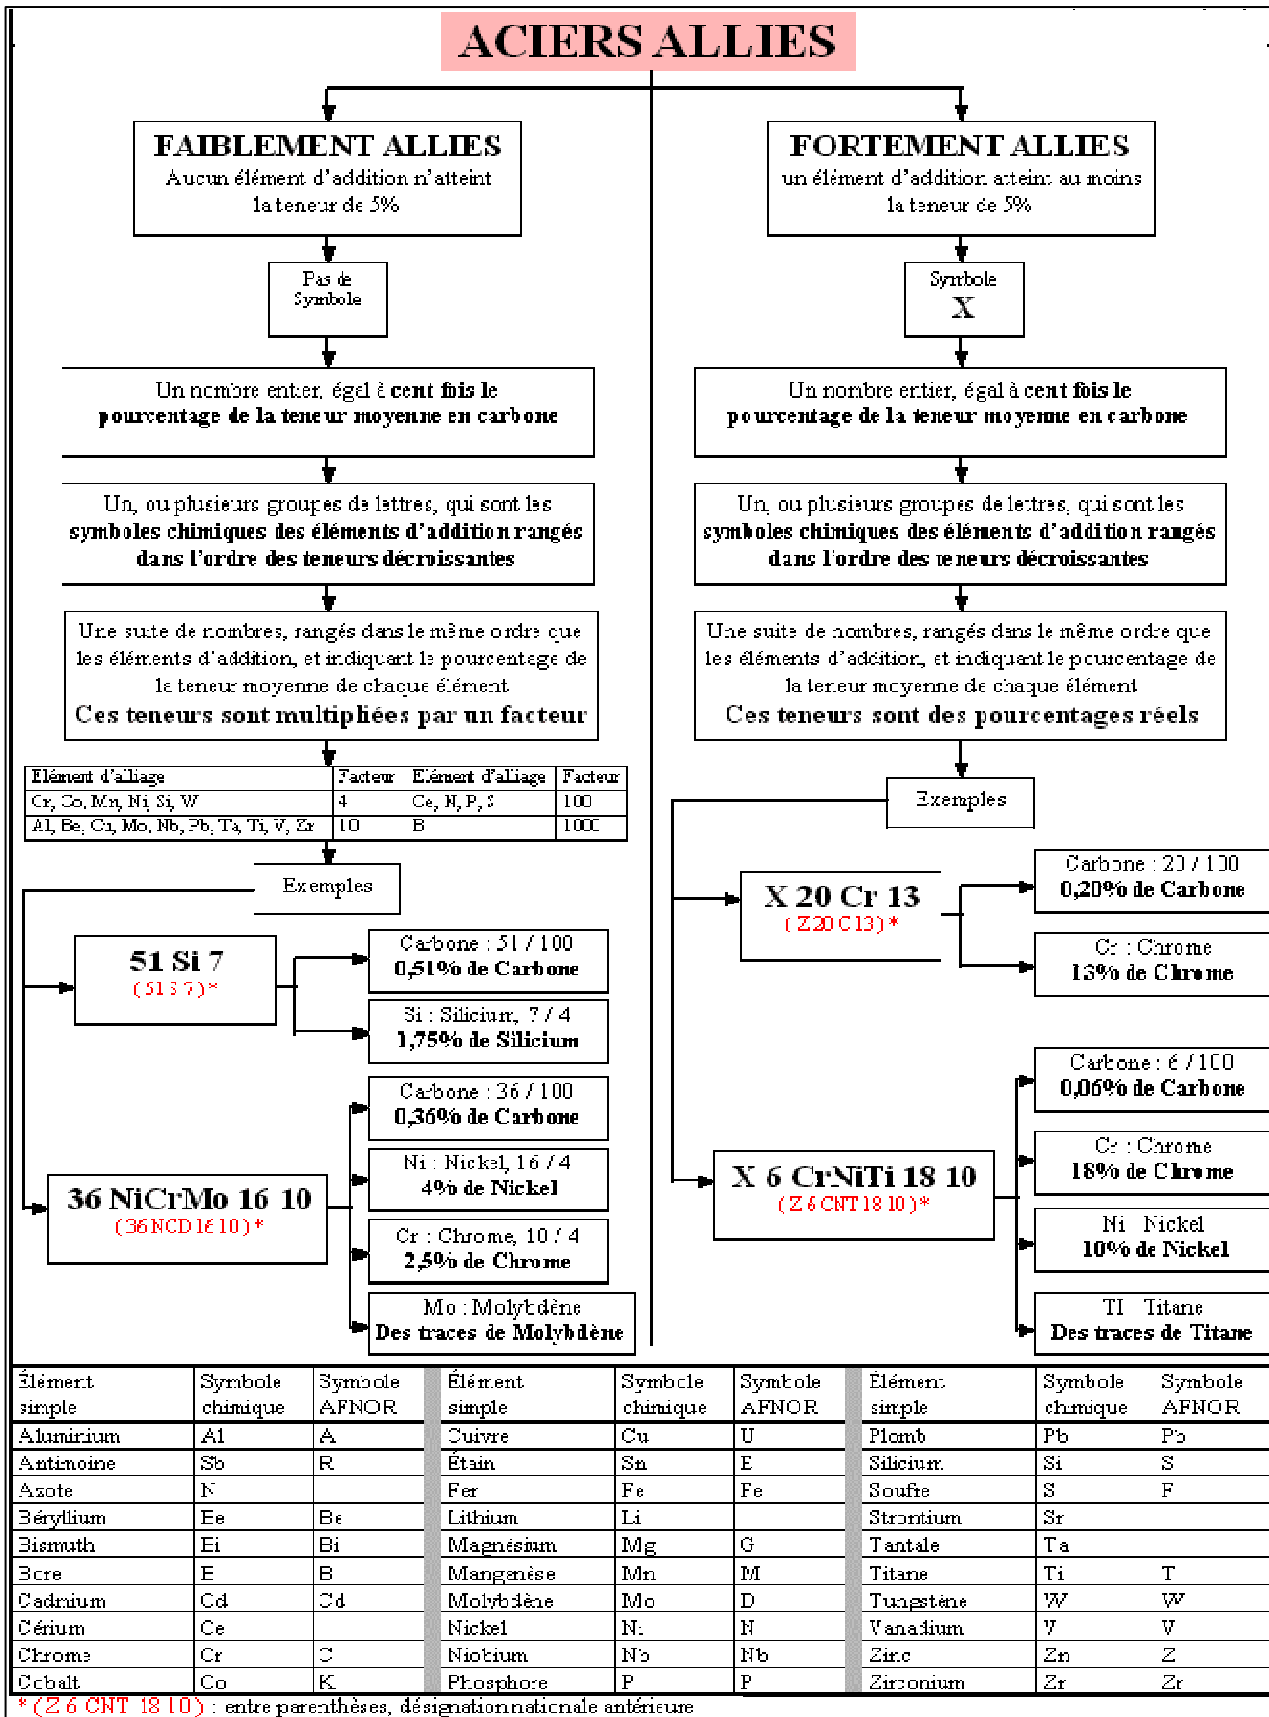 ACIERS ALLIES
FAIBLEMENT ALLIES
Aucun élément d'addition n'atteint
la teneur de 5%
Pas de
Symbole
Un nombre entier, égal à cent fois le
pourcentage de la teneur moyenne en carbone
Un, ou plusieurs groupes de lettres, qui sont les
symboles chimiques des éléments d'addition rangés
dans l'ordre des teneurs décroissantes
Une suite de nombres, rangés dans le même ordre que
les éléments d'addition, et indiquant le pourcentage de
la teneur moyenne de chaque élément
Ces teneurs sont multipliées par un facteur
Elément d'alliage Facteur Elément d'alliage Facteur
Cr, Co, Mn, Ni, Si, W 4 Ce, N, P, S 100
Al, Be, Cu, Mo, Nb, Pb, Ta, Ti, V, Zr 10 B 1000
Exemples
51 Si 7
(51 S 7)*
Carbone : 51 / 100
0,51% de Carbone
Si : Silicium, 7 / 4
1,75% de Silicium
36 NiCrMo 16 10
(36 NCD 16 10)*
Carbone : 36 / 100
0,36% de Carbone
Ni : Nickel, 16 / 4
4% de Nickel
Cr : Chrome, 10 / 4
2,5% de Chrome
Mo : Molybdène
Des traces de Molybdène
FORTEMENT ALLIES
un élément d'addition atteint au moins
la teneur de 5%
Symbole
X
Un nombre entier, égal à cent fois le
pourcentage de la teneur moyenne en carbone
Un, ou plusieurs groupes de lettres, qui sont les
symboles chimiques des éléments d'addition rangés
dans l'ordre des teneurs décroissantes
Une suite de nombres, rangés dans le même ordre que
les éléments d'addition, et indiquant le pourcentage de
la teneur moyenne de chaque élément
Ces teneurs sont des pourcentages réels
Exemples
X 20 Cr 13
(Z20 C13)*
Carbone : 20 / 100
0,20% de Carbone
Cr : Chrome
13% de Chrome
X 6 CrNiTi 18 10
(Z 6 CNT 18 10)*
Carbone : 6 / 100
0,06% de Carbone
Cr : Chrome
18% de Chrome
Ni : Nickel
10% de Nickel
TI : Titane
Des traces de Titane
Élément simple Symbole chimique Symbole AFNOR Élément simple Symbole chimique Symbole AFNOR Élément simple Symbole chimique Symbole AFNOR
Aluminium Al A Cuivre Cu U Plomb Pb Pb
Antimoine Sb R Étain Sn E Silicium Si S
Azote N Fer Fe Fe Soufre S F
Béryllium Be Be Lithium Li Strontium Sr
Bismuth Bi Bi Magnésium Mg G Tantale Ta
Bore B B Manganèse Mn M Titane Ti T
Cadmium Cd Cd Molybdène Mo D Tungstène W W
Cérium Ce Nickel Ni N Vanadium V V
Chrome Cr C Niobium Nb Nb Zinc Zn Z
Cobalt Co K Phosphore P P Zirconium Zr Zr
*(Z 6 CNT 18 10) : entre parenthèses, désignation nationale antérieure